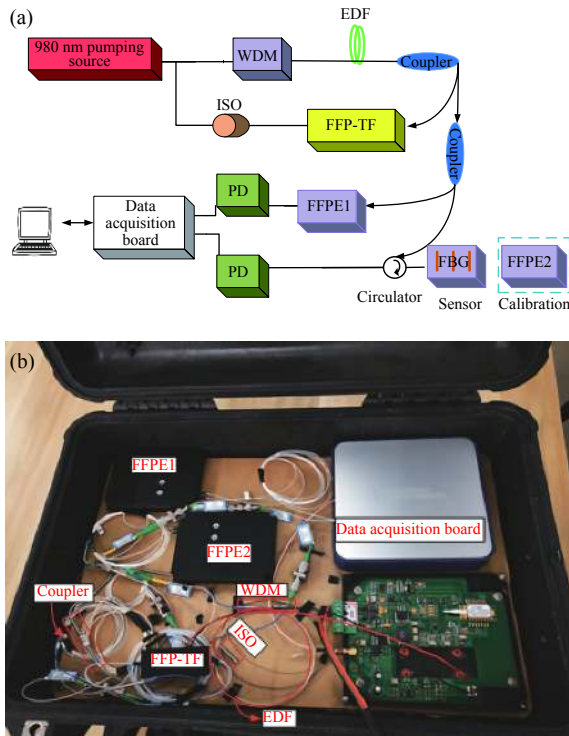 (a)
EDF
980 nm pumping
source
WDM
Coupler
ISO
FFP-TF
Coupler
PD
FFPE1
Data
acquisition
board
PD
FBG
FFPE2
Circulator
Sensor
Calibration
(b)
FFPE1
Data acquisition board
FFPE2
Coupler
WDM
ISO
FFP-TF
EDF